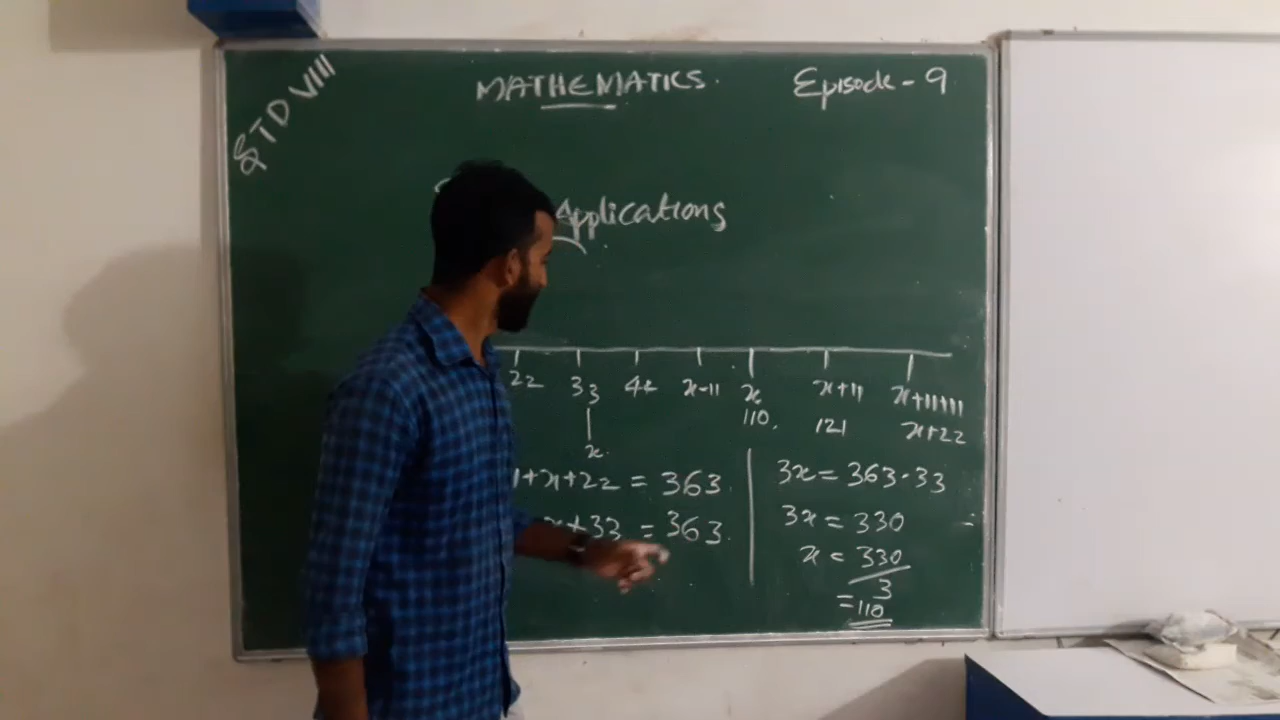 STD VIII
MATHEMATICS. Episode - 9
Applications
22 33 44 x-11 x x+11 x+11+11
110. 121 x+22
x.
1+x+22 = 363.
x+33 = 363.
3x = 363-33
3x = 330 =
x = 330
3
= 110